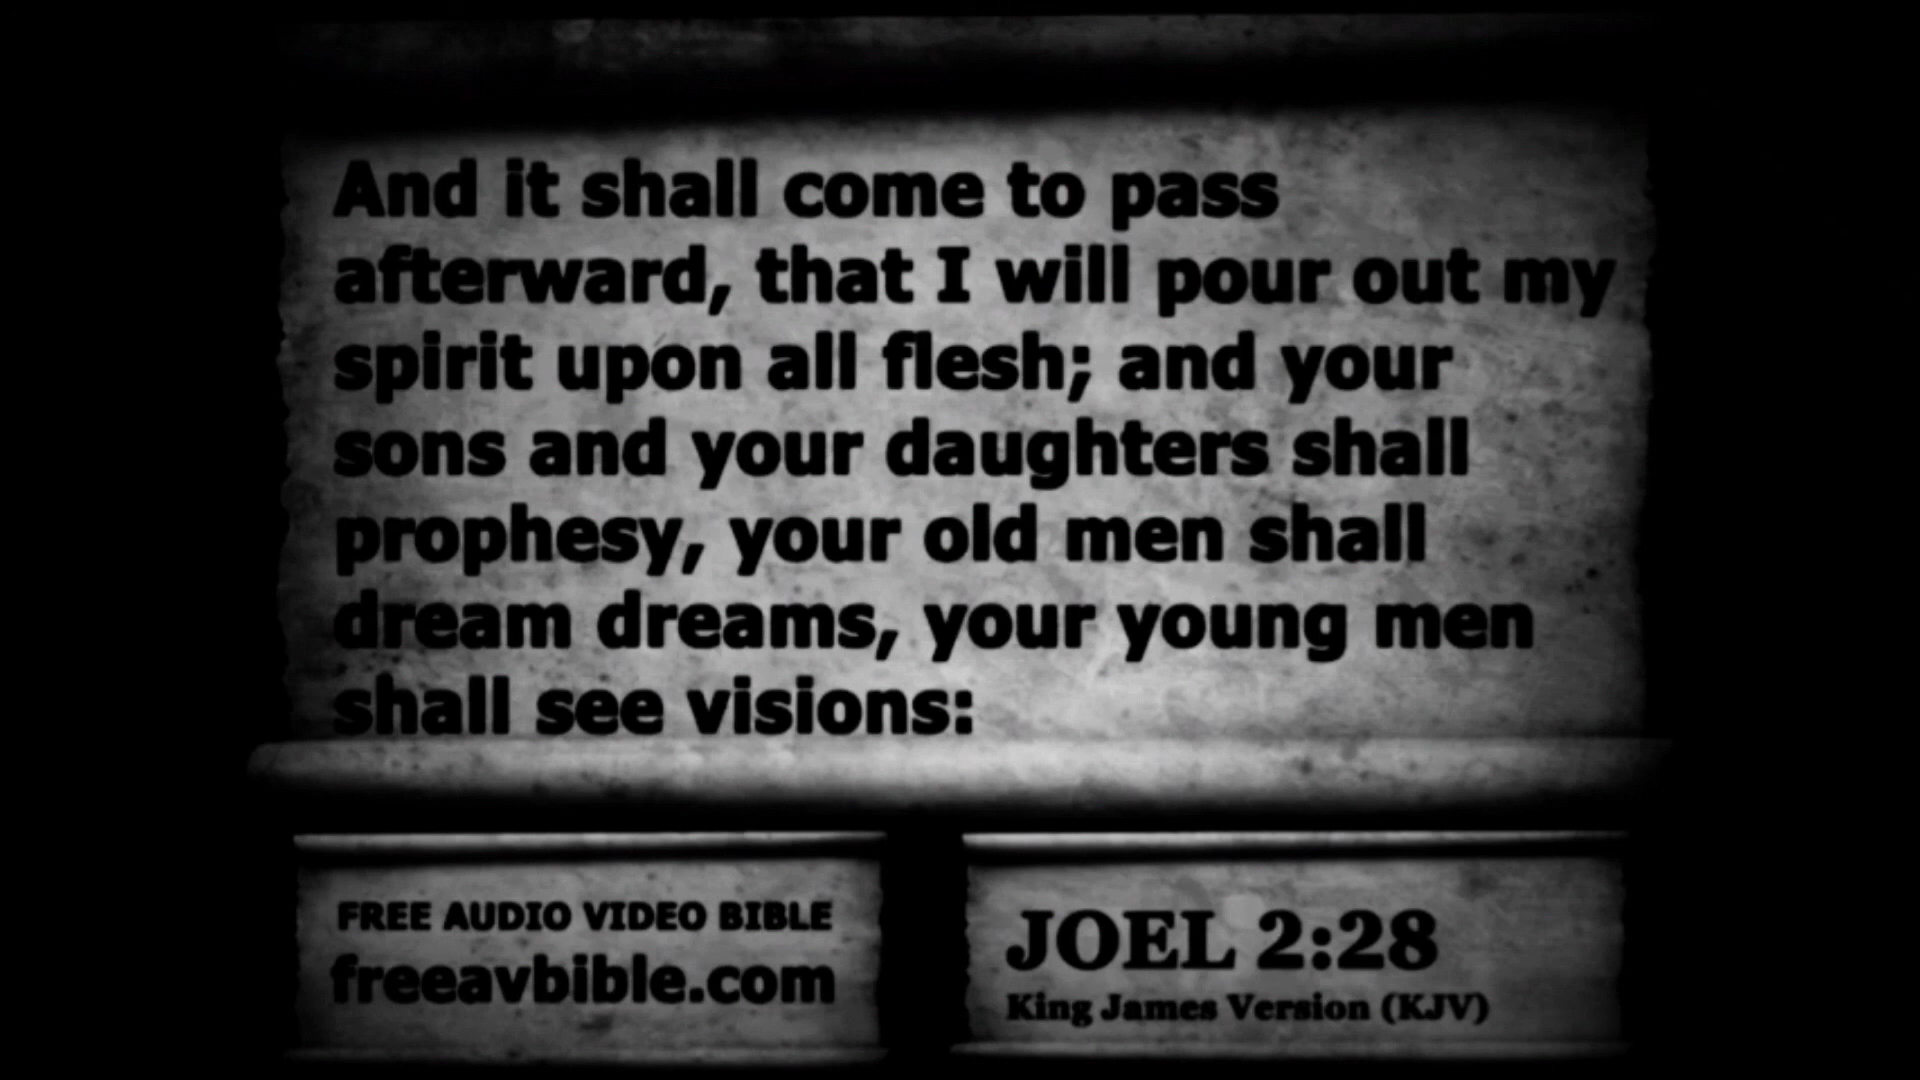 And it shall come to pass
afterward, that I will pour out my
spirit upon all flesh; and your
sons and your daughters shall
prophesy, your old men shall
dream dreams, your young men
shall see visions:
FREE AUDIO VIDEO BIBLE
freeavbible.com
JOEL 2:28
King James Version (KJV)